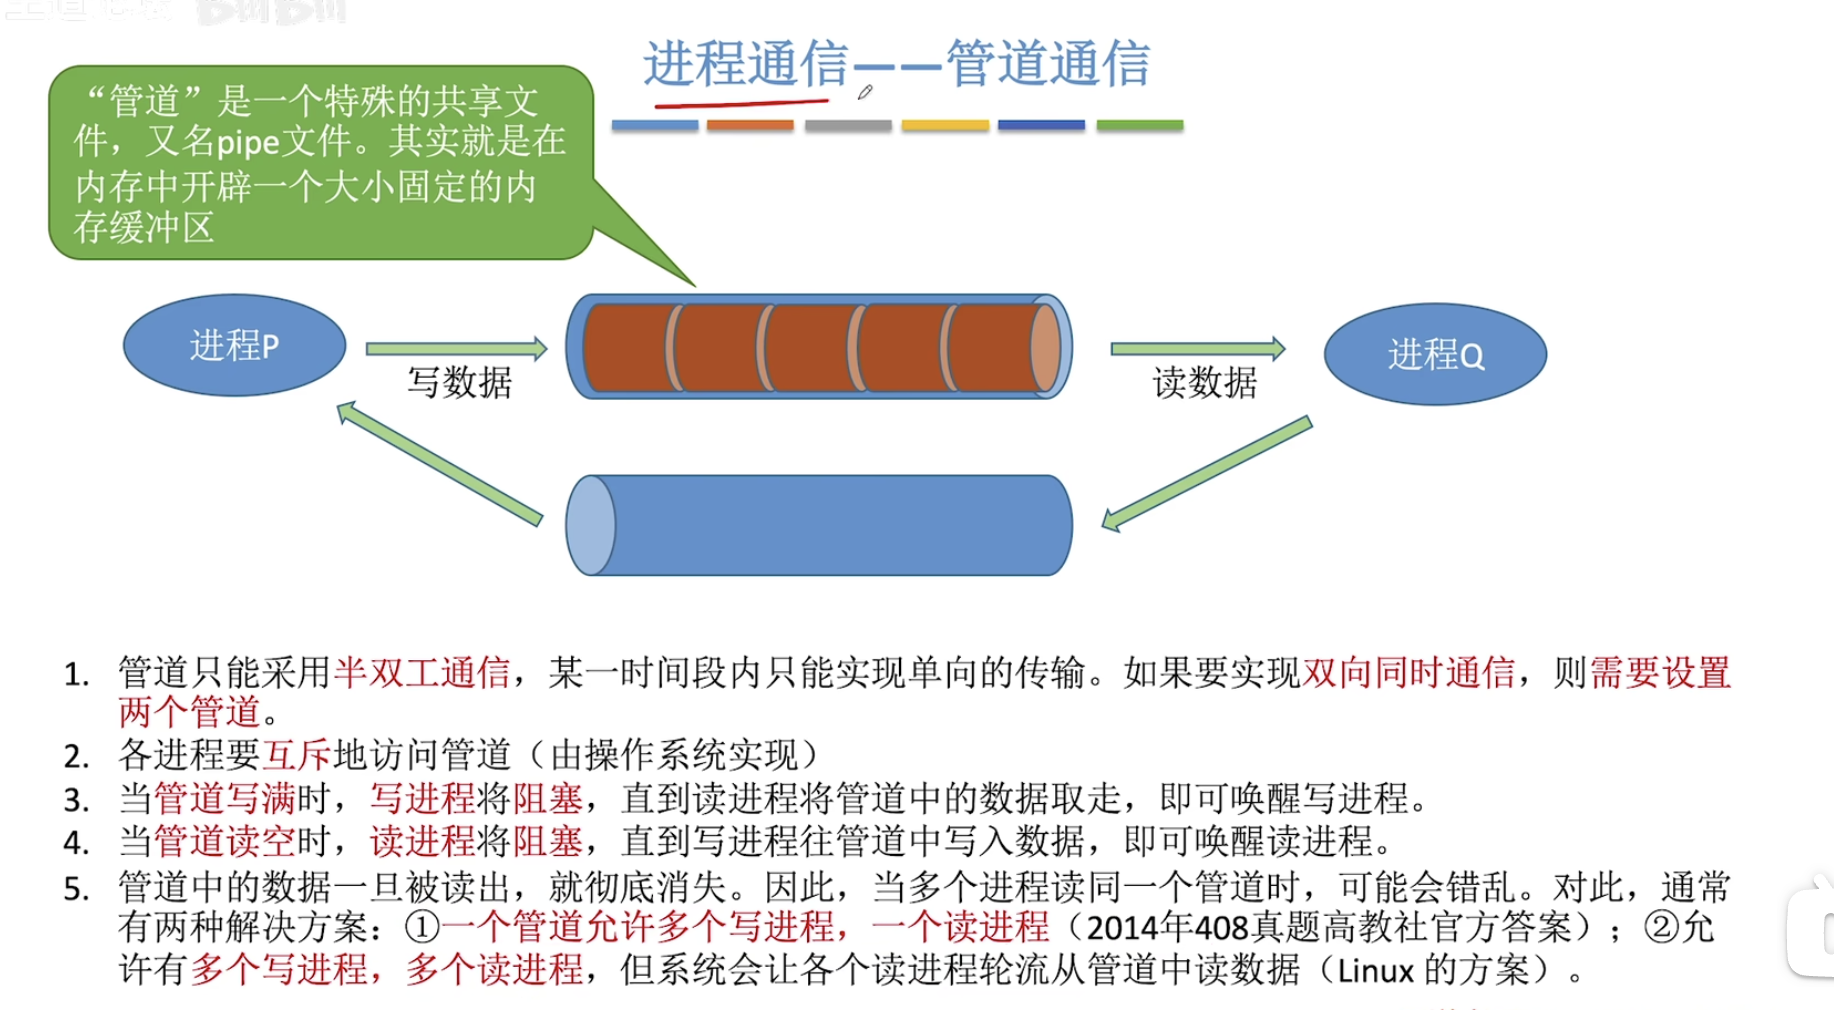 进程通信——管道通信
“管道”是一个特殊的共享文
件，又名pipe文件。其实就是在
内存中开辟一个大小固定的内
存缓冲区
进程P
写数据
读数据
进程Q
1. 管道只能采用半双工通信，某一时间段内只能实现单向的传输。如果要实现双向同时通信，则需要设置
两个管道。
2. 各进程要互斥地访问管道（由操作系统实现）
3. 当管道写满时，写进程将阻塞，直到读进程将管道中的数据取走，即可唤醒写进程。
4. 当管道读空时，读进程将阻塞，直到写进程往管道中写入数据，即可唤醒读进程。
5. 管道中的数据一旦被读出，就彻底消失。因此，当多个进程读同一个管道时，可能会错乱。对此，通常
有两种解决方案：①一个管道允许多个写进程，一个读进程（2014年408真题高教社官方答案）；②允
许有多个写进程，多个读进程，但系统会让各个读进程轮流从管道中读数据（Linux 的方案）。